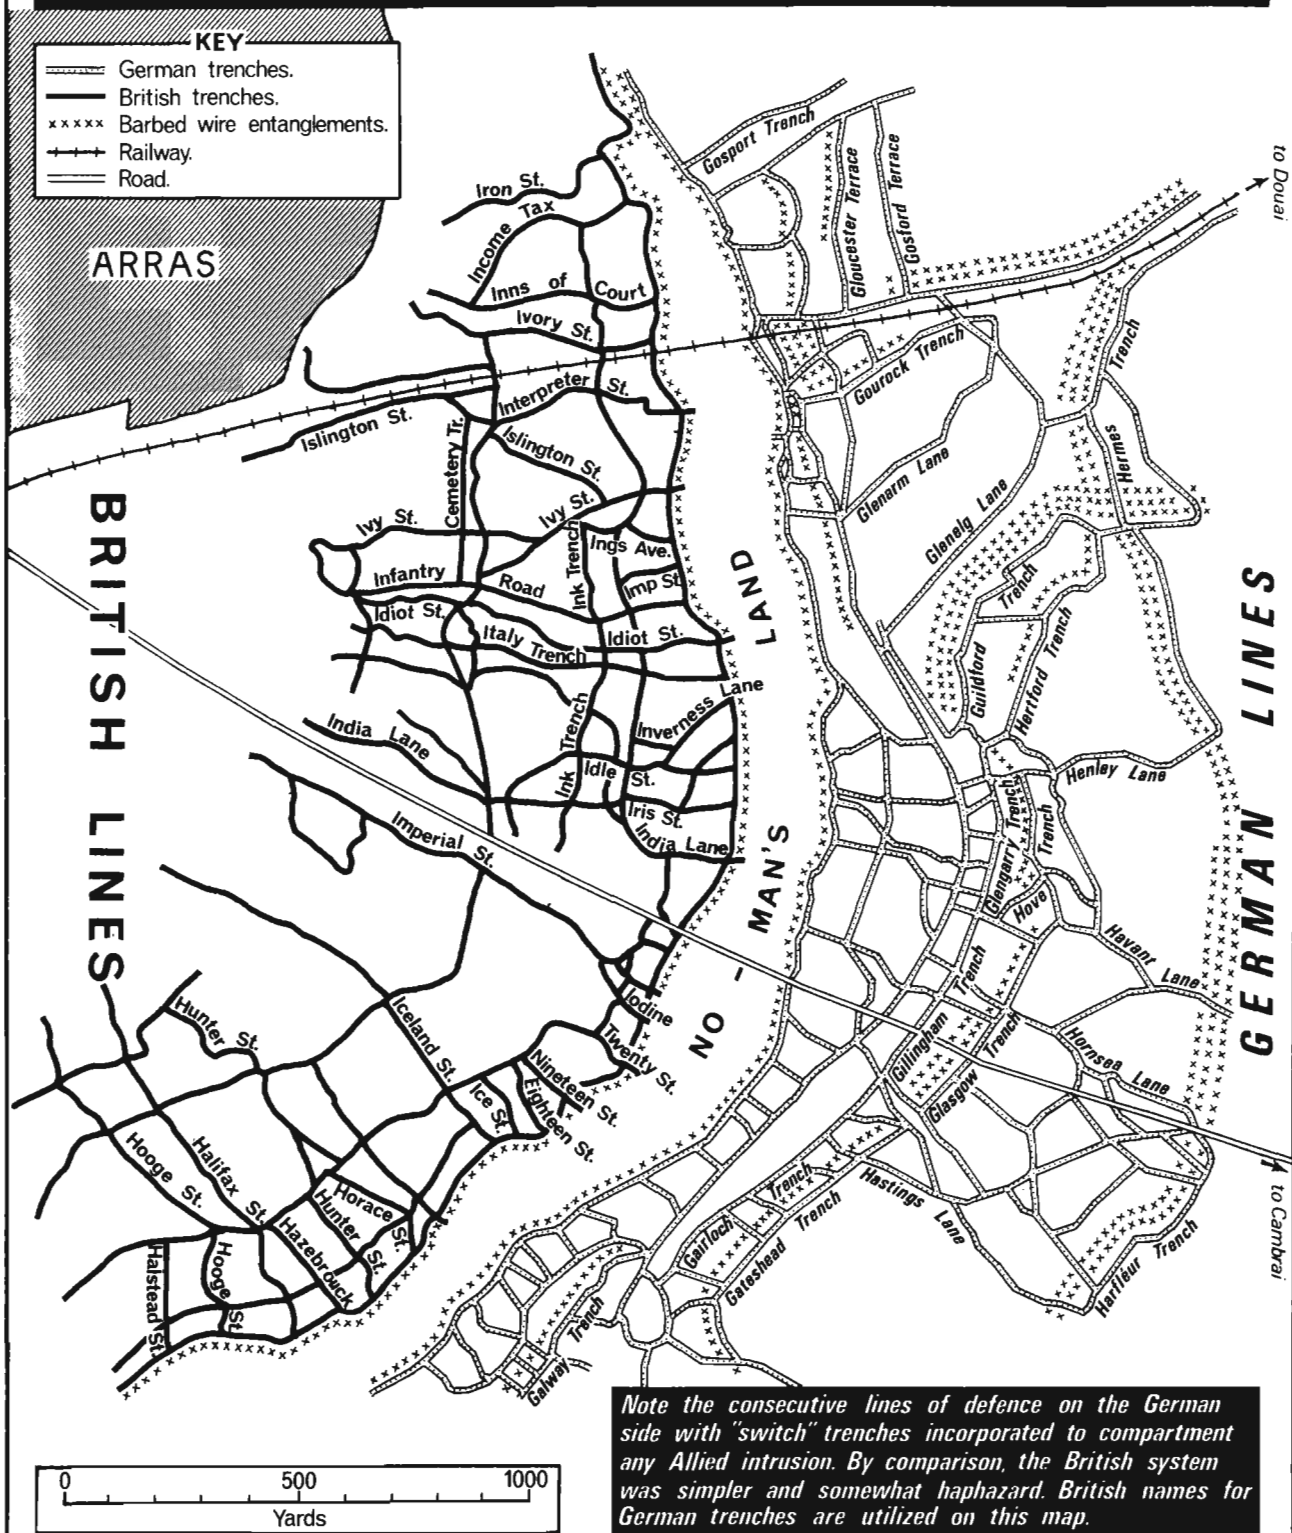 KEY
German trenches.
British trenches.
Barbed wire entanglements.
Railway.
Road.
ARRAS
to Douai
Gosport Trench
Gloucester Terrace
Gosford Terrace
Iron St.
Income Tax
Inns of Court
Ivory St.
Interpreter St.
Islington St.
Islington St.
Cemetery Tr.
Gourock Trench
Trench
Hermes
Glenarm Lane
Glenelg Lane
Ivy St.
Ivy St.
Ink Trench
Ings Ave.
Imp St
Infantry Road
Idiot St.
Idiot St.
Italy Trench
Trench
Guildford
Hertford Trench
BRITISH LINES
NO - MAN'S LAND
GERMAN LINES
India Lane
Ink Trench
Inverness Lane
Idle St.
Iris St.
India Lane
Imperial St.
Henley Lane
Glengarry Trench
Trench
Hove
Havant Lane
Trench
Gillingham
Trench
Glasgow
Hornsea Lane
Iodine
Twenty St.
Nineteen St.
Eighteen St.
Ice St.
Iceland St.
Hunter St.
Hooge St.
Halifax St.
Horace St.
Hunter St.
Hazebrowck
Hooge St
Halstead St.
Hastings Lane
Trench
Gairloch
Gateshead Trench
Harfleur Trench
Trench
Galway
to Cambrai
0 500 1000
Yards
Note the consecutive lines of defence on the German
side with "switch" trenches incorporated to compartment
any Allied intrusion. By comparison, the British system
was simpler and somewhat haphazard. British names for
German trenches are utilized on this map.